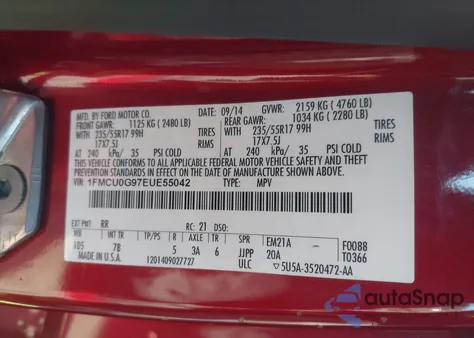 MFD. BY FORD MOTOR CO.
09/14 GVWR: 2159 KG ( 4760 LB)
FRONT GAWR: 1125 KG ( 2480 LB) REAR GAWR: 1034 KG ( 2280 LB)
WITH WITH
235/55R17 99H TIRES 235/55R17 99H TIRES
17X7.5J RIMS 17X7.5J RIMS
AT 240 kPa/ 35 PSI COLD AT 240 kPa/ 35 PSI COLD
THIS VEHICLE CONFORMS TO ALL APPLICABLE FEDERAL MOTOR VEHICLE SAFETY AND BUMPER
STANDARDS IN EFFECT ON THE DATE OF MANUFACTURE SHOWN ABOVE.
VIN: 1FMCU0G97EUE55042 TYPE: MPV
EXT PNT: RR RC: 21 DSO:
WB TP/PS R AXLE TR SPR EM21A F0088
105 7B 5 3A 6 JJPP 20A T0366
MADE IN U.S.A. 1201409027727 ULC 5U5A-3520472-AA
autoSnap